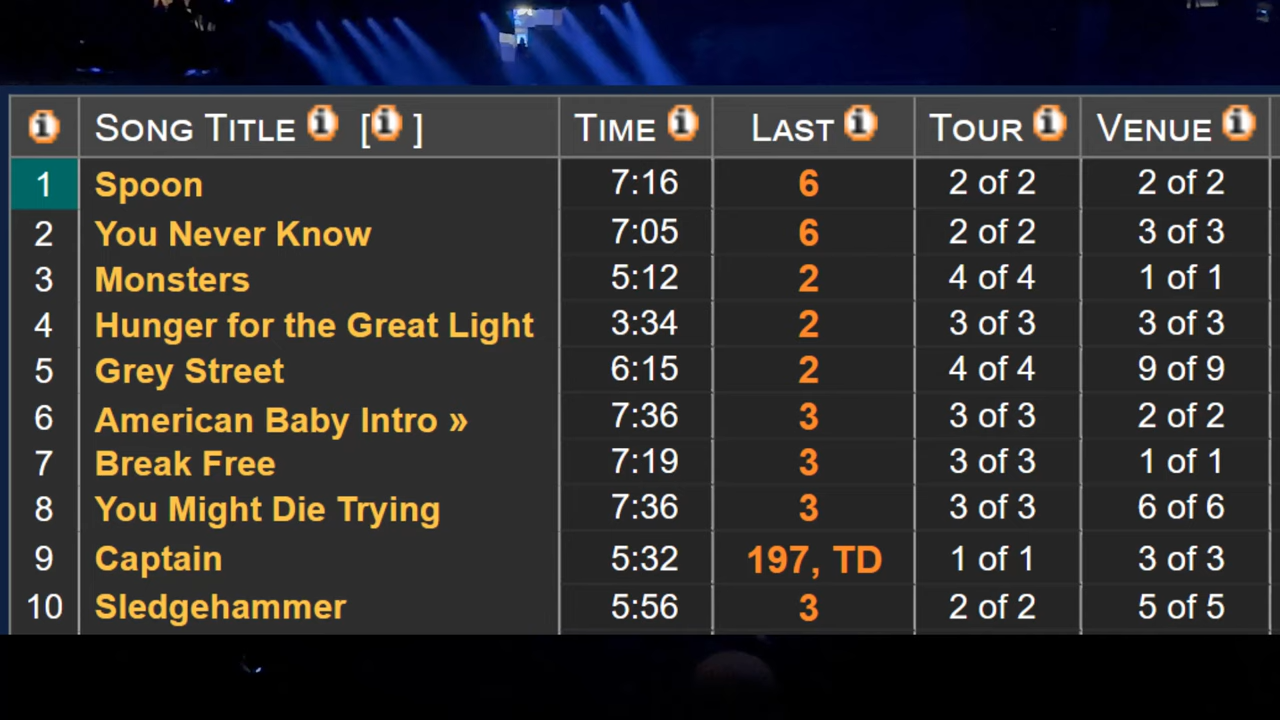 i SONG TITLE i [i ] TIME i LAST i TOUR i VENUE i
1 Spoon 7:16 6 2 of 2 2 of 2
2 You Never Know 7:05 6 2 of 2 3 of 3
3 Monsters 5:12 2 4 of 4 1 of 1
4 Hunger for the Great Light 3:34 2 3 of 3 3 of 3
5 Grey Street 6:15 2 4 of 4 9 of 9
6 American Baby Intro » 7:36 3 3 of 3 2 of 2
7 Break Free 7:19 3 3 of 3 1 of 1
8 You Might Die Trying 7:36 3 3 of 3 6 of 6
9 Captain 5:32 197, TD 1 of 1 3 of 3
10 Sledgehammer 5:56 3 2 of 2 5 of 5